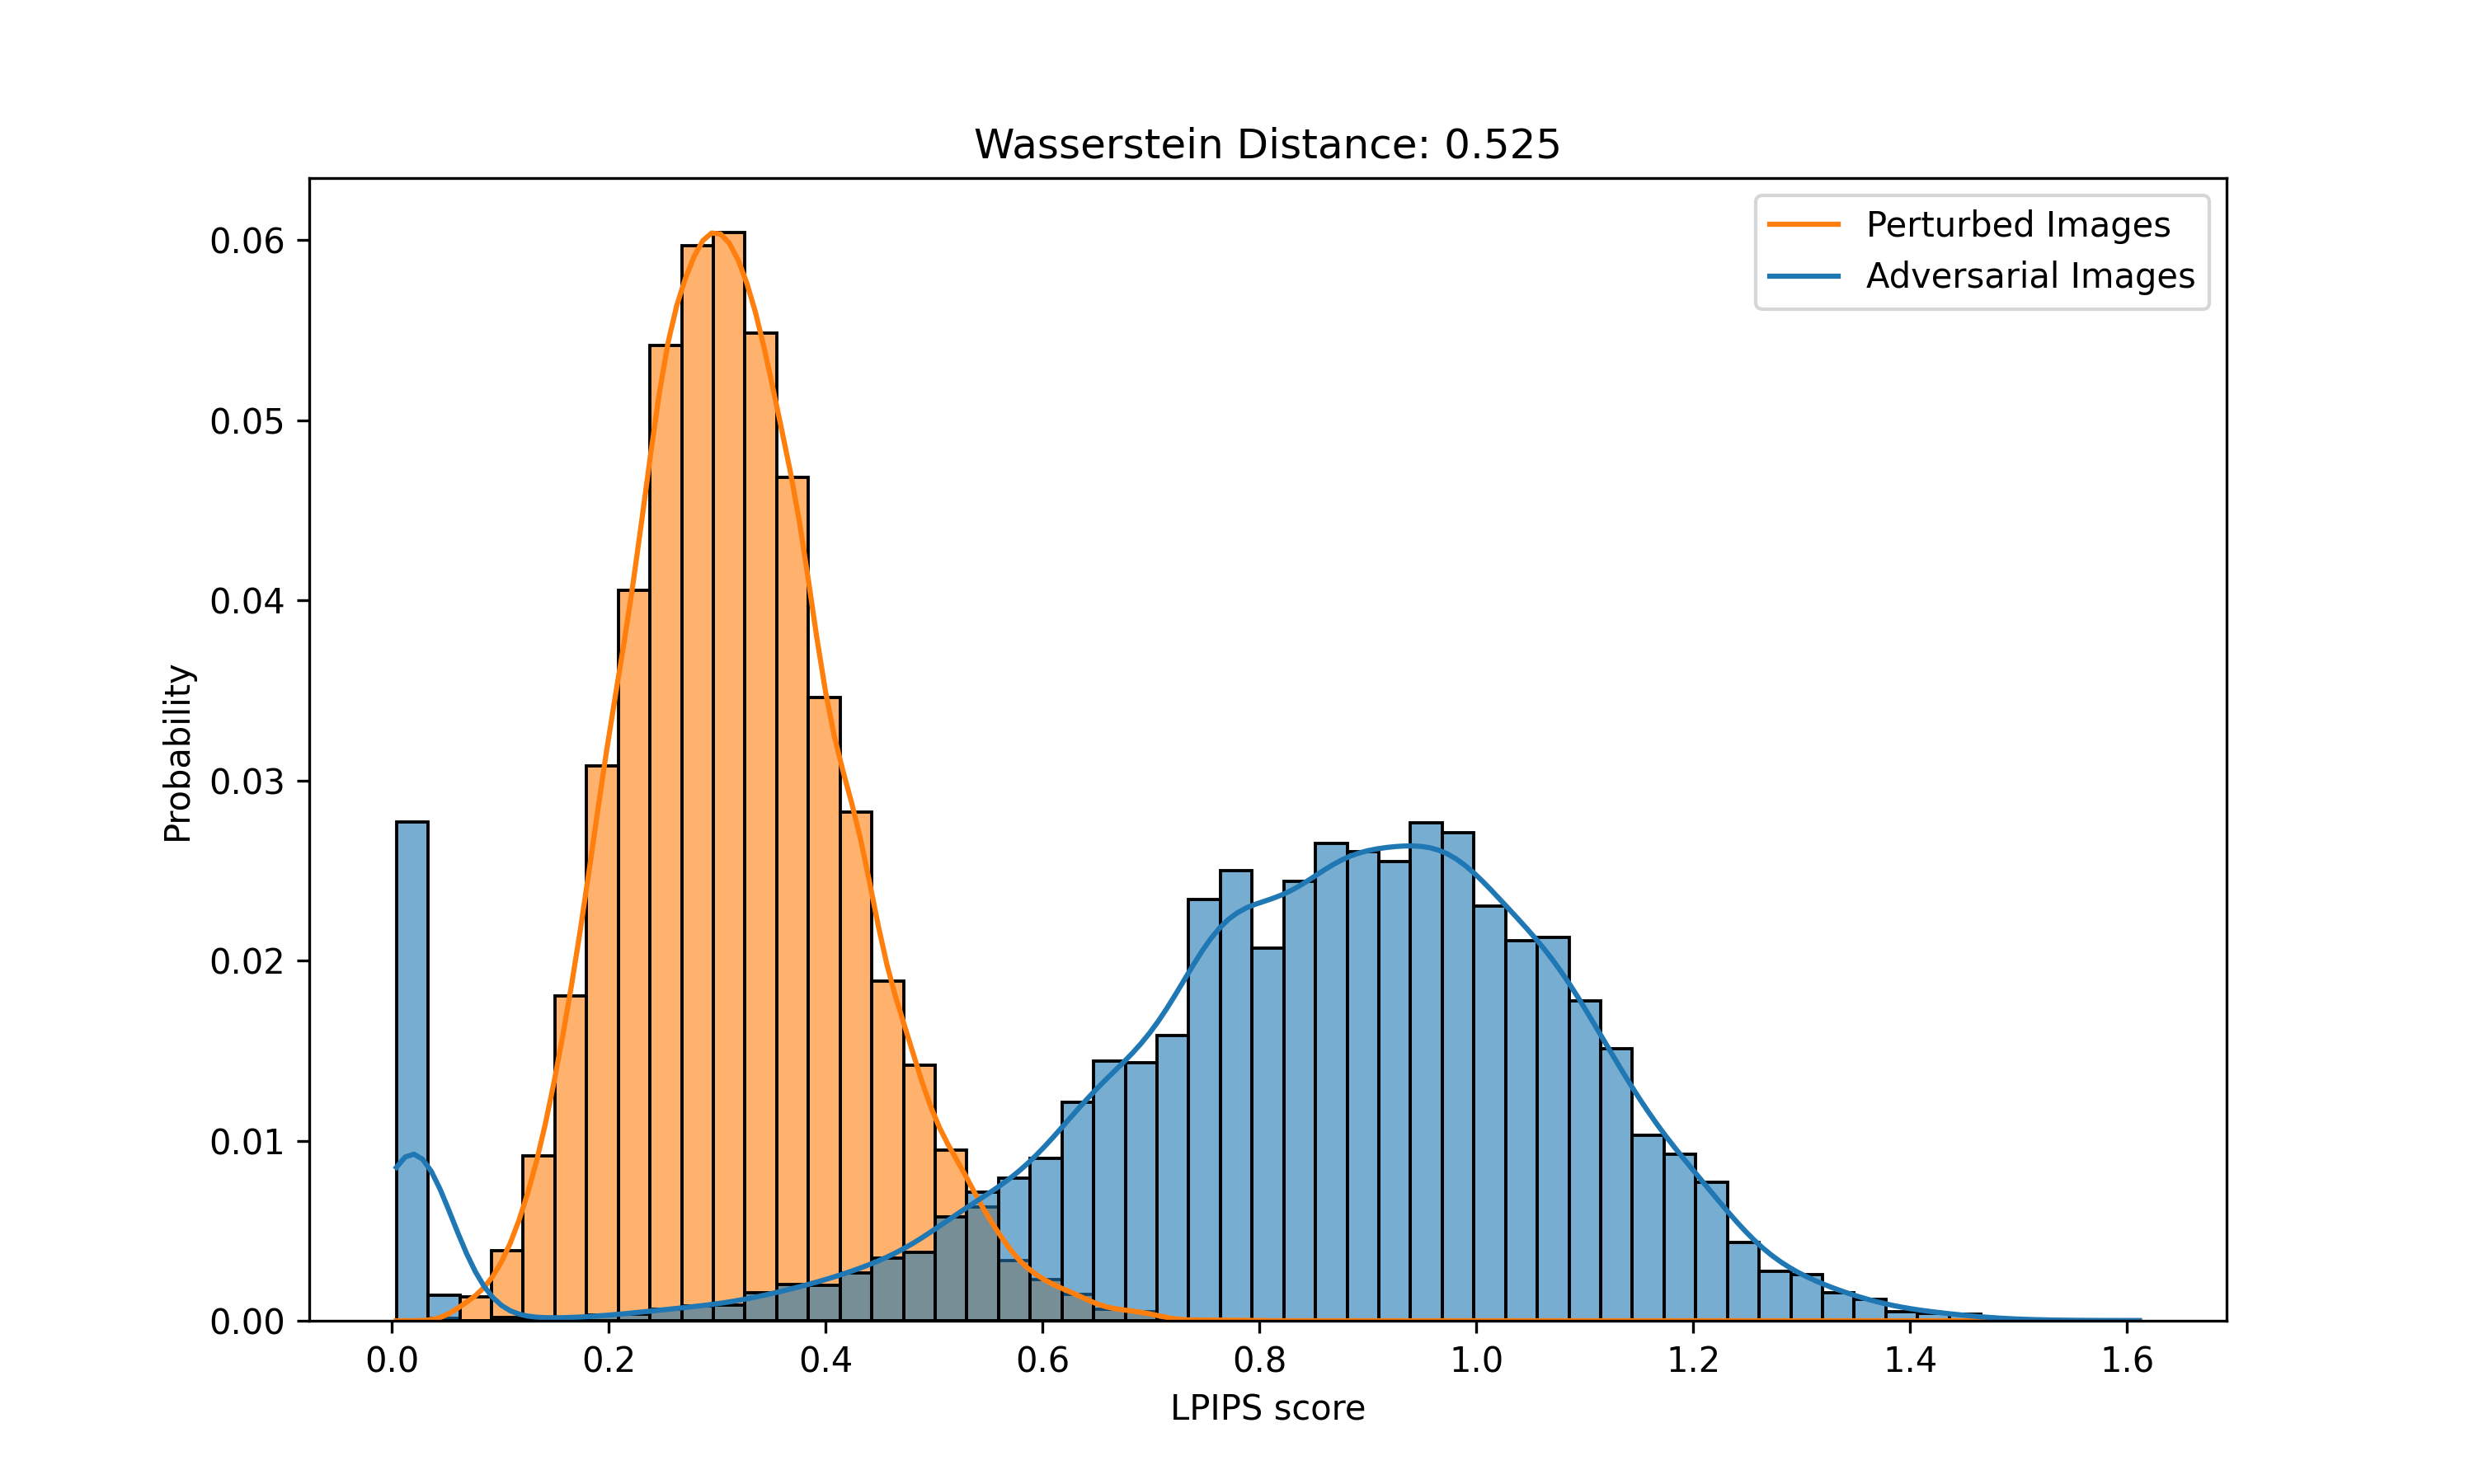 Wasserstein Distance: 0.525
Perturbed Images
Adversarial Images
Probability
0.06
0.05
0.04
0.03
0.02
0.01
0.00
0.0 0.2 0.4 0.6 0.8 1.0 1.2 1.4 1.6
LPIPS score